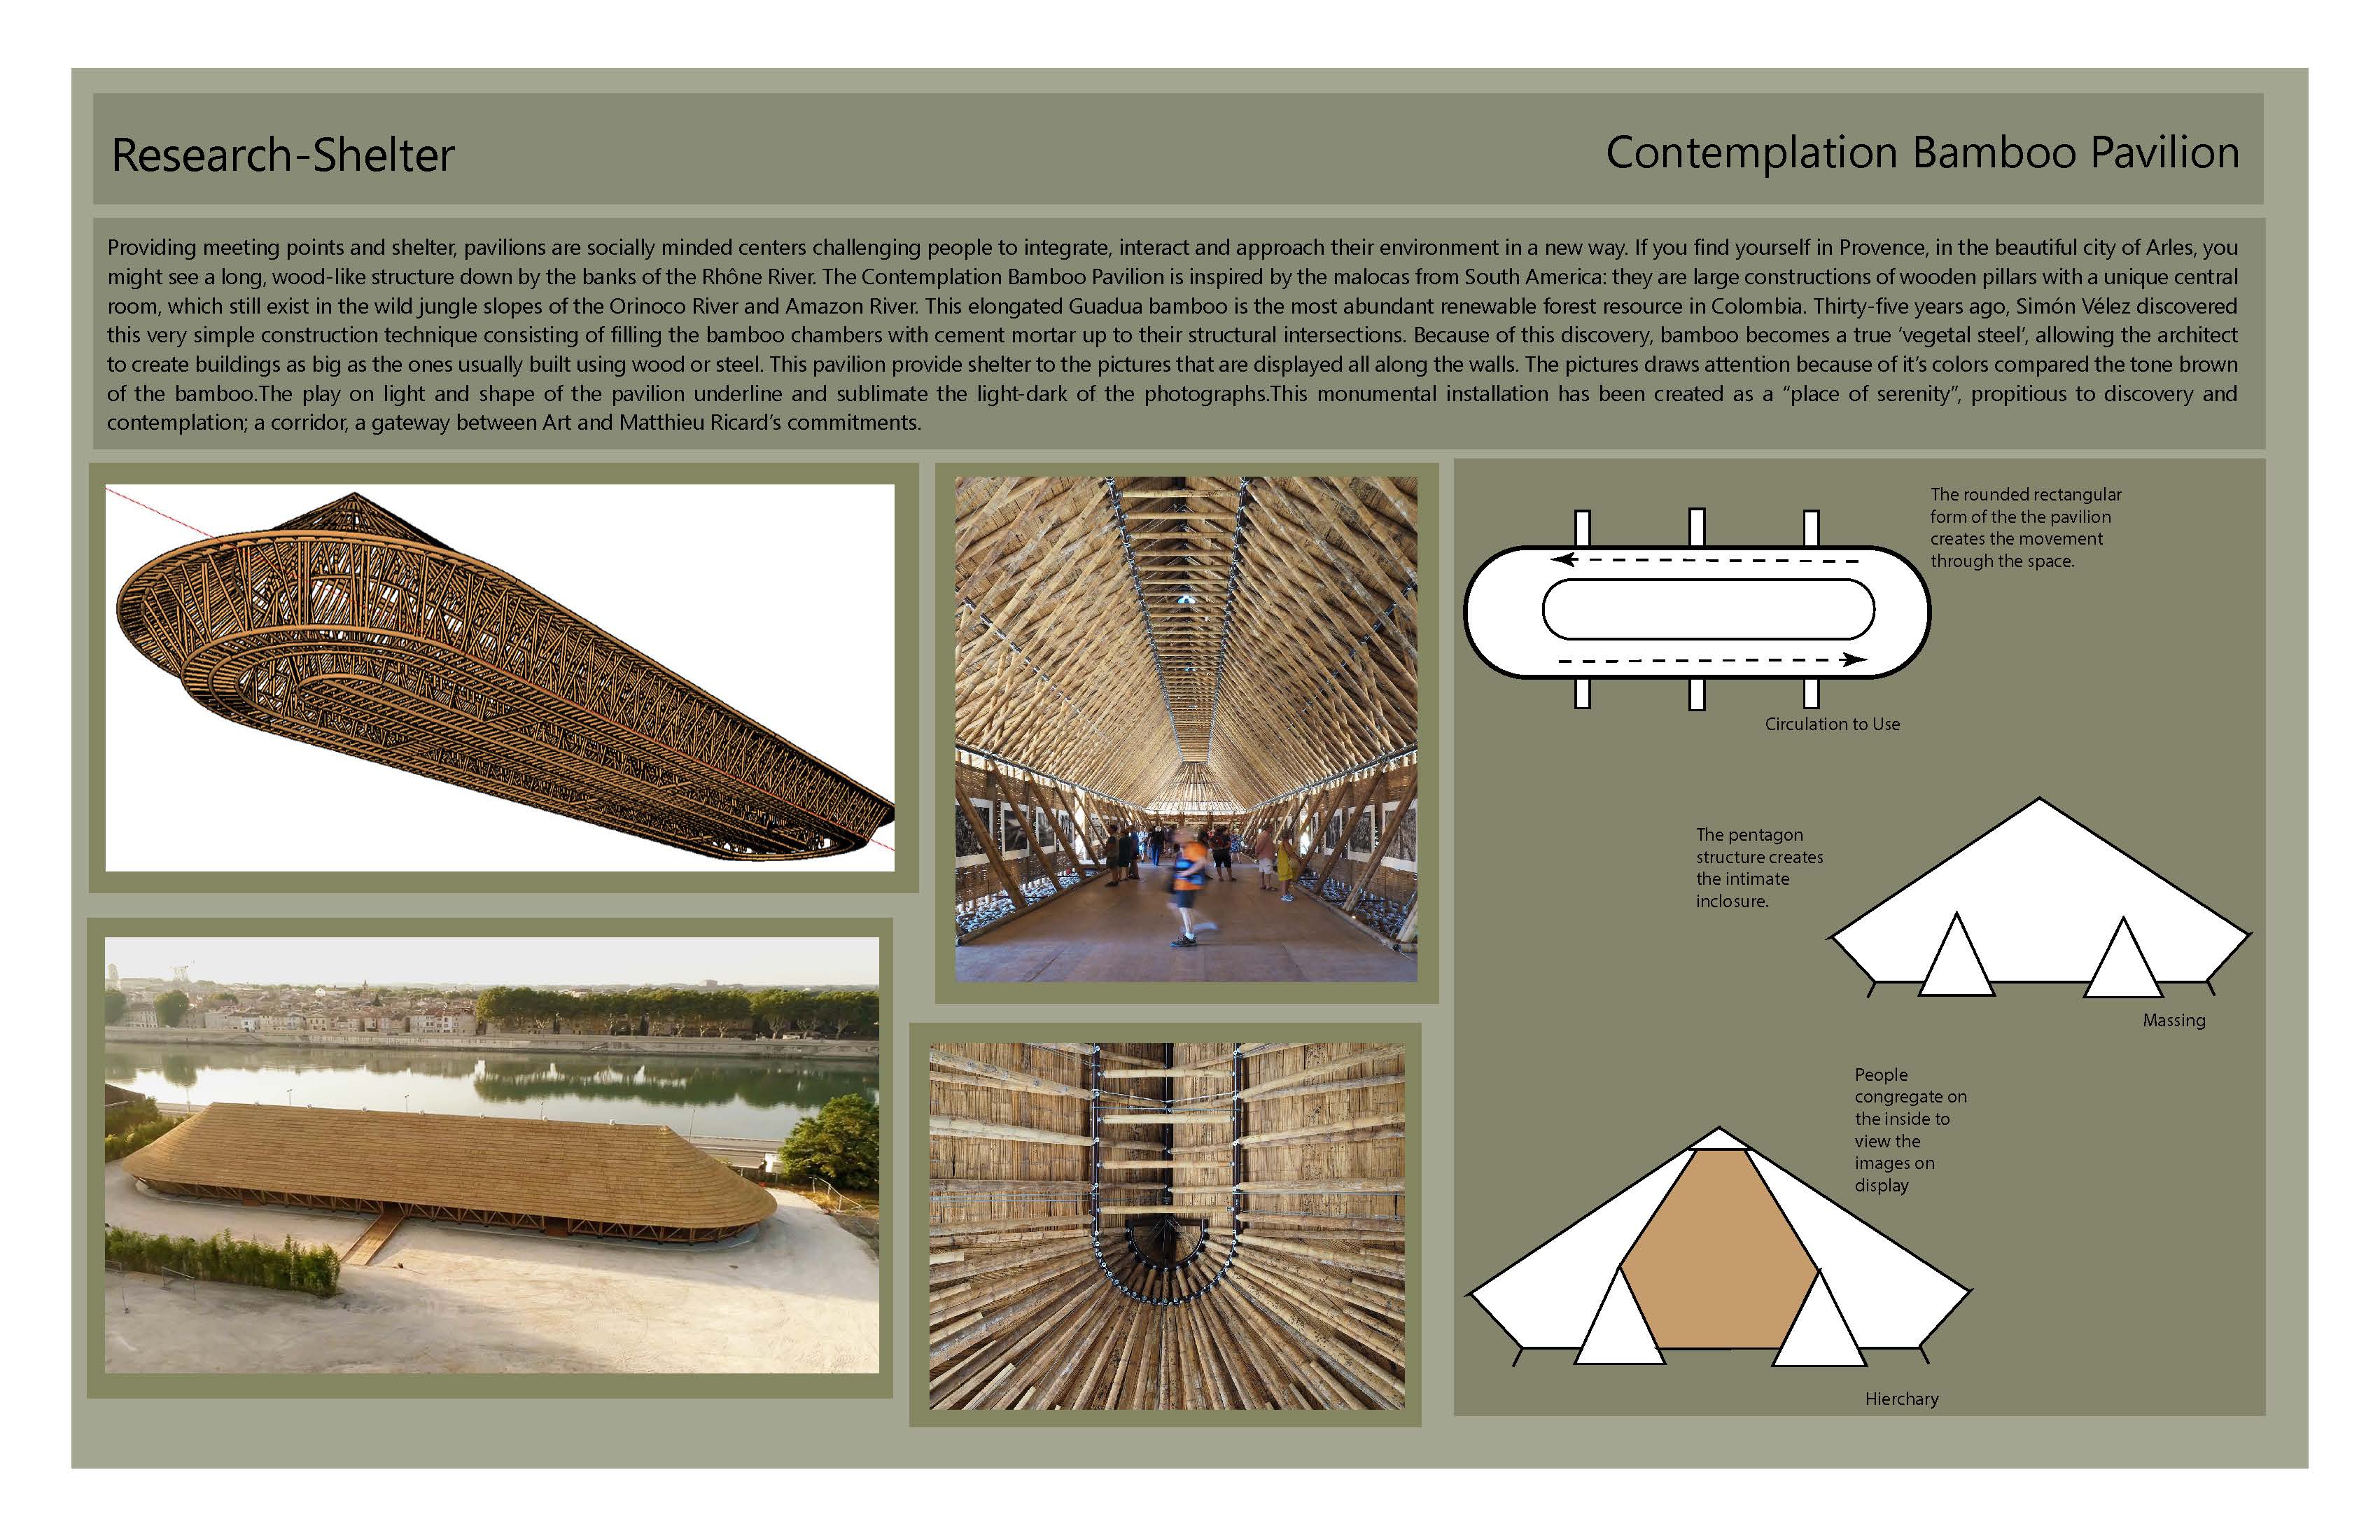 Research-Shelter
Contemplation Bamboo Pavilion
Providing meeting points and shelter, pavilions are socially minded centers challenging people to integrate, interact and approach their environment in a new way. If you find yourself in Provence, in the beautiful city of Arles, you
might see a long, wood-like structure down by the banks of the Rhône River. The Contemplation Bamboo Pavilion is inspired by the malocas from South America: they are large constructions of wooden pillars with a unique central
room, which still exist in the wild jungle slopes of the Orinoco River and Amazon River. This elongated Guadua bamboo is the most abundant renewable forest resource in Colombia. Thirty-five years ago, Simón Vélez discovered
this very simple construction technique consisting of filling the bamboo chambers with cement mortar up to their structural intersections. Because of this discovery, bamboo becomes a true ‘vegetal steel’, allowing the architect
to create buildings as big as the ones usually built using wood or steel. This pavilion provide shelter to the pictures that are displayed all along the walls. The pictures draws attention because of it’s colors compared the tone brown
of the bamboo.The play on light and shape of the pavilion underline and sublimate the light-dark of the photographs.This monumental installation has been created as a “place of serenity”, propitious to discovery and
contemplation; a corridor, a gateway between Art and Matthieu Ricard’s commitments.
The rounded rectangular
form of the the pavilion
creates the movement
through the space.
Circulation to Use
The pentagon
structure creates
the intimate
inclosure.
Massing
People
congregate on
the inside to
view the
images on
display
Hierchary